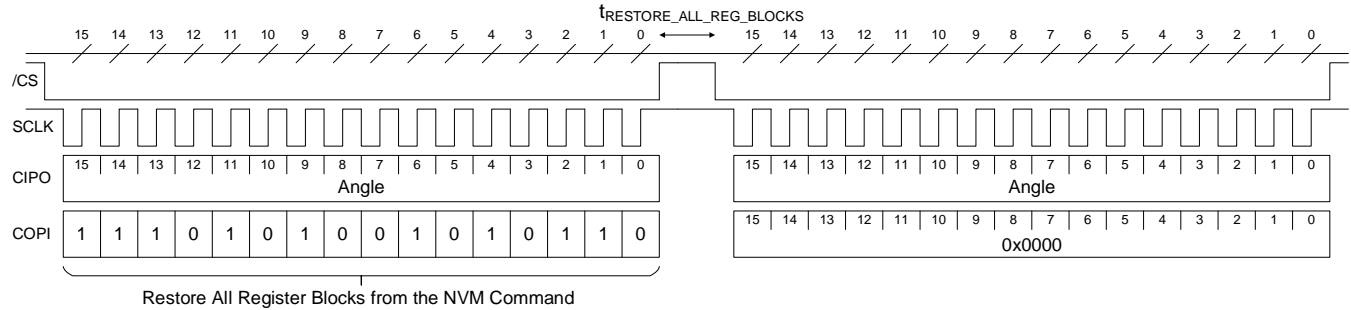 tRESTORE_ALL_REG_BLOCKS
15 14 13 12 11 10 9 8 7 6 5 4 3 2 1 0 15 14 13 12 11 10 9 8 7 6 5 4 3 2 1 0
/CS
SCLK
CIPO 15 14 13 12 11 10 9 8 7 6 5 4 3 2 1 0 15 14 13 12 11 10 9 8 7 6 5 4 3 2 1 0
Angle Angle
COPI 1 1 1 0 1 0 1 0 0 1 0 1 0 1 1 0 15 14 13 12 11 10 9 8 7 6 5 4 3 2 1 0
0x0000
Restore All Register Blocks from the NVM Command